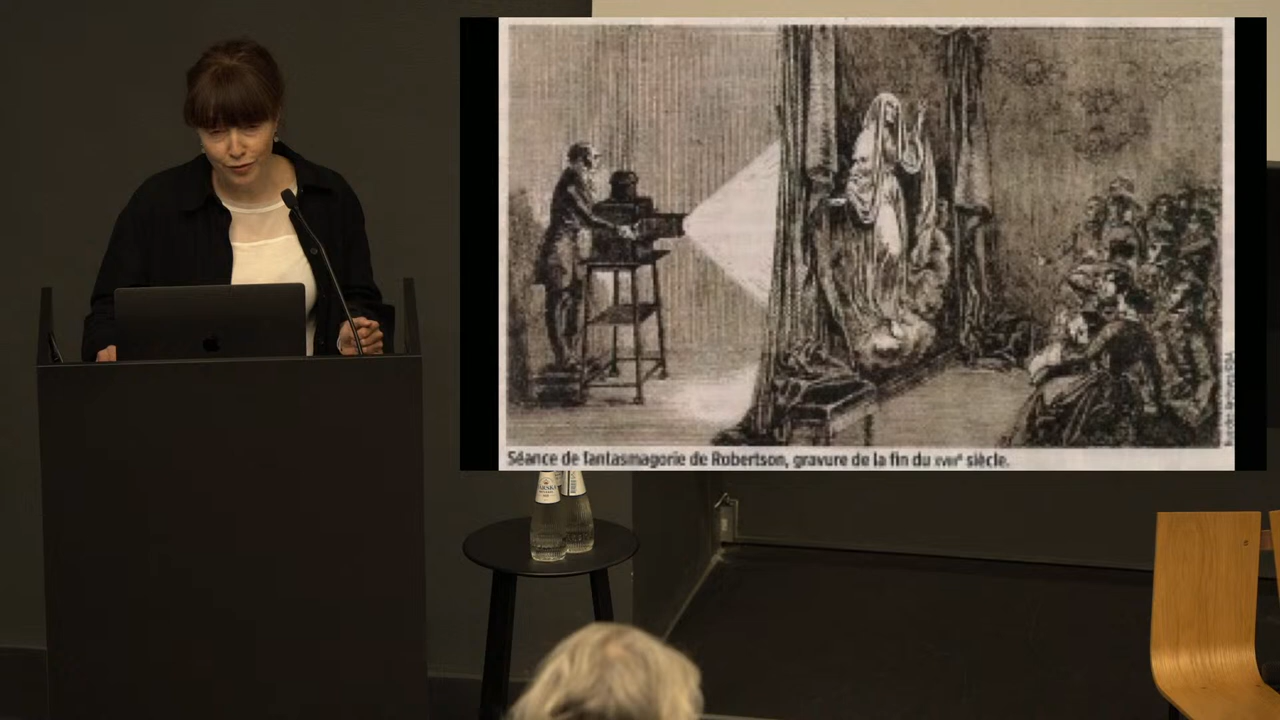 Séance de fantasmagorie de Robertson, gravure de la fin du XVIIIᵉ siècle.